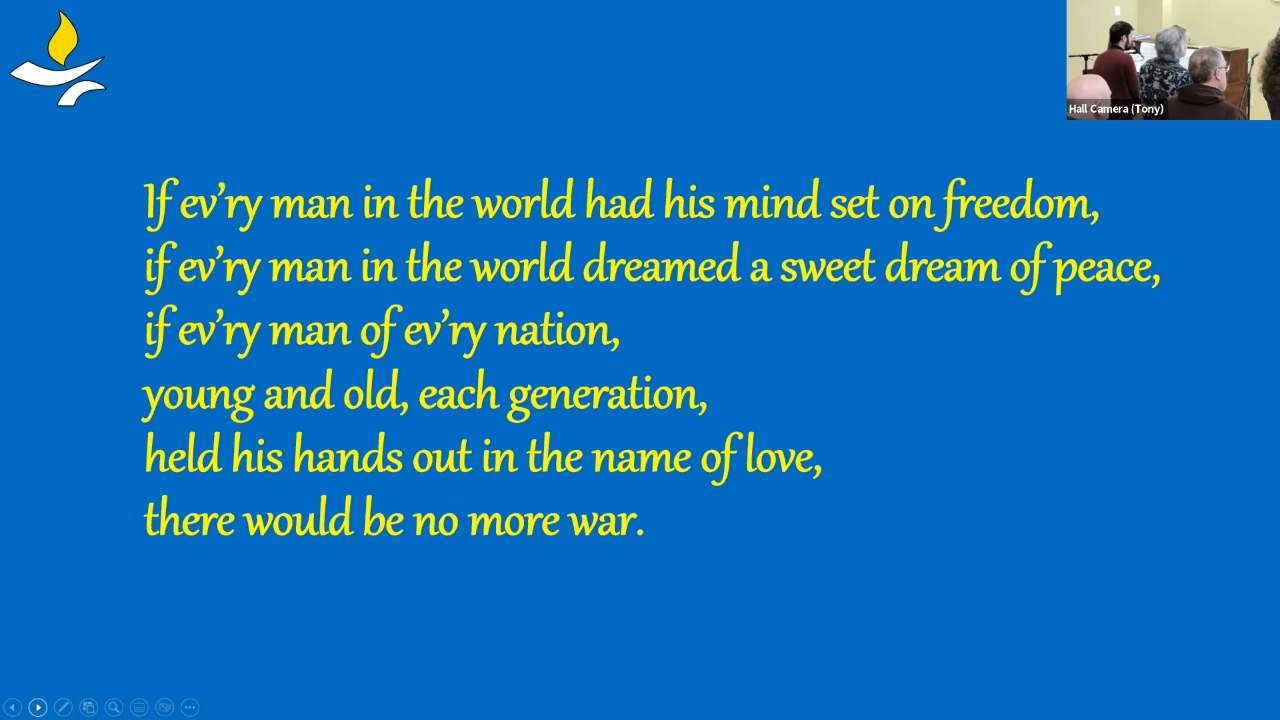 Hall Camera (Tony)
If ev'ry man in the world had his mind set on freedom,
if ev'ry man in the world dreamed a sweet dream of peace,
if ev'ry man of ev'ry nation,
young and old, each generation,
held his hands out in the name of love,
there would be no more war.